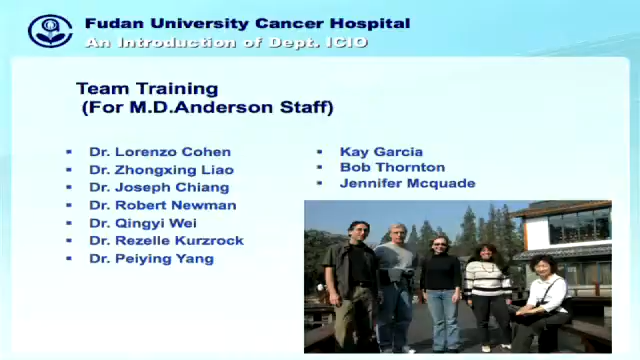 Fudan University Cancer Hospital
An Introduction of Dept. ICIO
Team Training
(For M.D.Anderson Staff)
Dr. Lorenzo Cohen
Dr. Zhongxing Liao
Dr. Joseph Chiang
Dr. Robert Newman
Dr. Qingyi Wei
Dr. Rezelle Kurzrock
Dr. Peiying Yang
Kay Garcia
Bob Thornton
Jennifer Mcquade